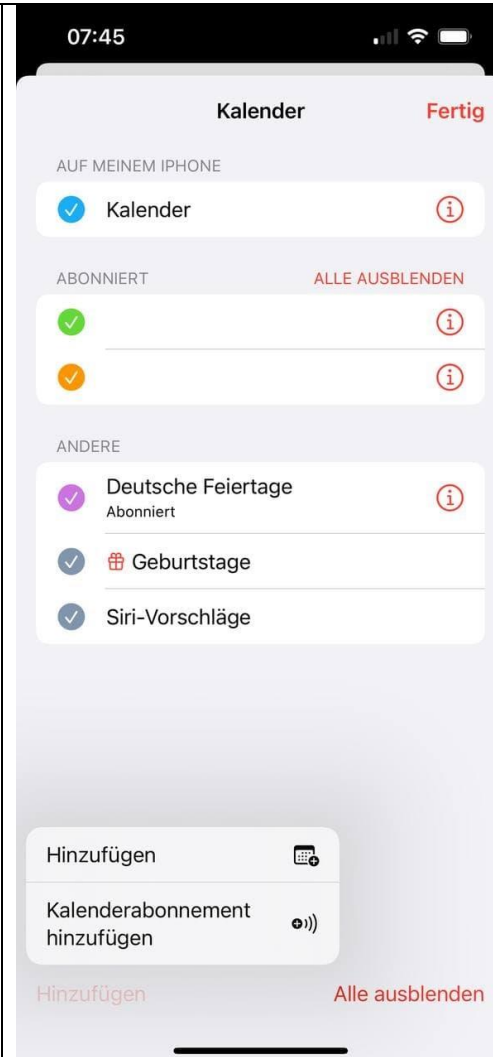 07:45
Kalender
Fertig
AUF MEINEM IPHONE
Kalender
ABONNIERT
ALLE AUSBLENDEN
ANDERE
Deutsche Feiertage
Abonniert
Geburtstage
Siri-Vorschläge
Hinzufügen
Kalenderabonnement
hinzufügen
Hinzufügen
Alle ausblenden